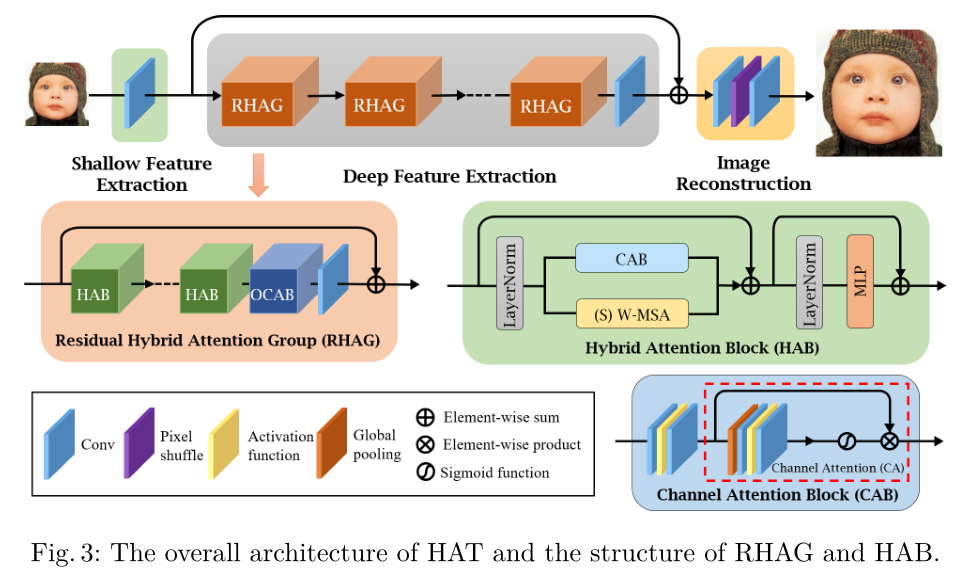 RHAG
RHAG
RHAG
Shallow Feature
Extraction
Deep Feature Extraction
Image
Reconstruction
HAB
HAB
OCAB
Residual Hybrid Attention Group (RHAG)
LayerNorm
CAB
(S) W-MSA
LayerNorm
MLP
Hybrid Attention Block (HAB)
Conv
Pixel
shuffle
Activation
function
Global
pooling
Element-wise sum
Element-wise product
Sigmoid function
Channel Attention (CA)
Channel Attention Block (CAB)
Fig. 3: The overall architecture of HAT and the structure of RHAG and HAB.